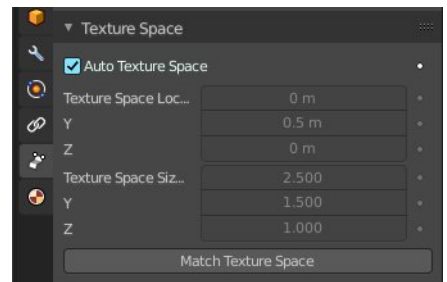 Texture Space
Auto Texture Space
Texture Space Loc... 0 m
Y 0.5 m
Z 0 m
Texture Space Siz... 2.500
Y 1.500
Z 1.000
Match Texture Space